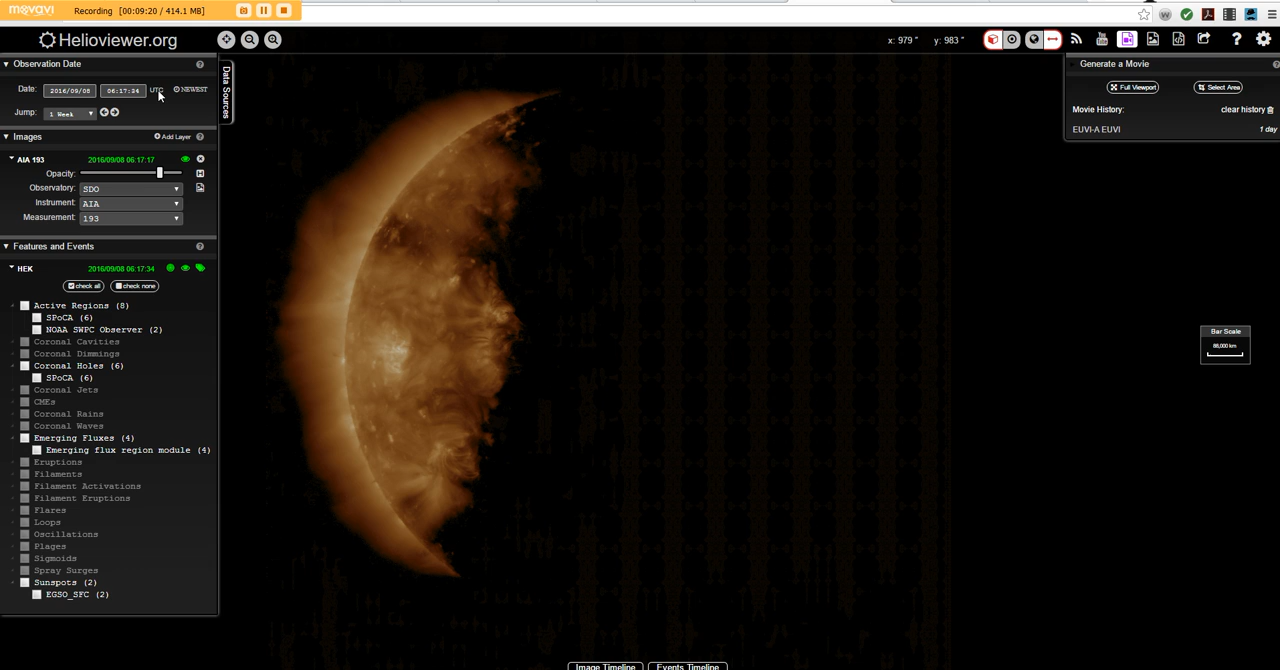 movavi Recording [00:09:20 / 414.1 MB]
Helioviewer.org
x: 979 " y: 983 "
Observation Date
Date: 2016/09/08 06:17:34 UTC NEWEST
Jump: 1 Week
Images Add Layer
AIA 193 2016/09/08 06:17:17
Opacity:
Observatory: SDO
Instrument: AIA
Measurement: 193
Features and Events
HEK 2016/09/08 06:17:34
check all check none
Active Regions (8)
SPoCA (6)
NOAA SWPC Observer (2)
Coronal Cavities
Coronal Dimmings
Coronal Holes (6)
SPoCA (6)
Coronal Jets
CMEs
Coronal Rains
Coronal Waves
Emerging Fluxes (4)
Emerging flux region module (4)
Eruptions
Filaments
Filament Activations
Filament Eruptions
Flares
Loops
Oscillations
Plages
Sigmoids
Spray Surges
Sunspots (2)
EGSO_SFC (2)
Data Sources
Generate a Movie
Full Viewport Select Area
Movie History: clear history
EUVI-A EUVI 1 day
Bar Scale
Image Timeline Events Timeline